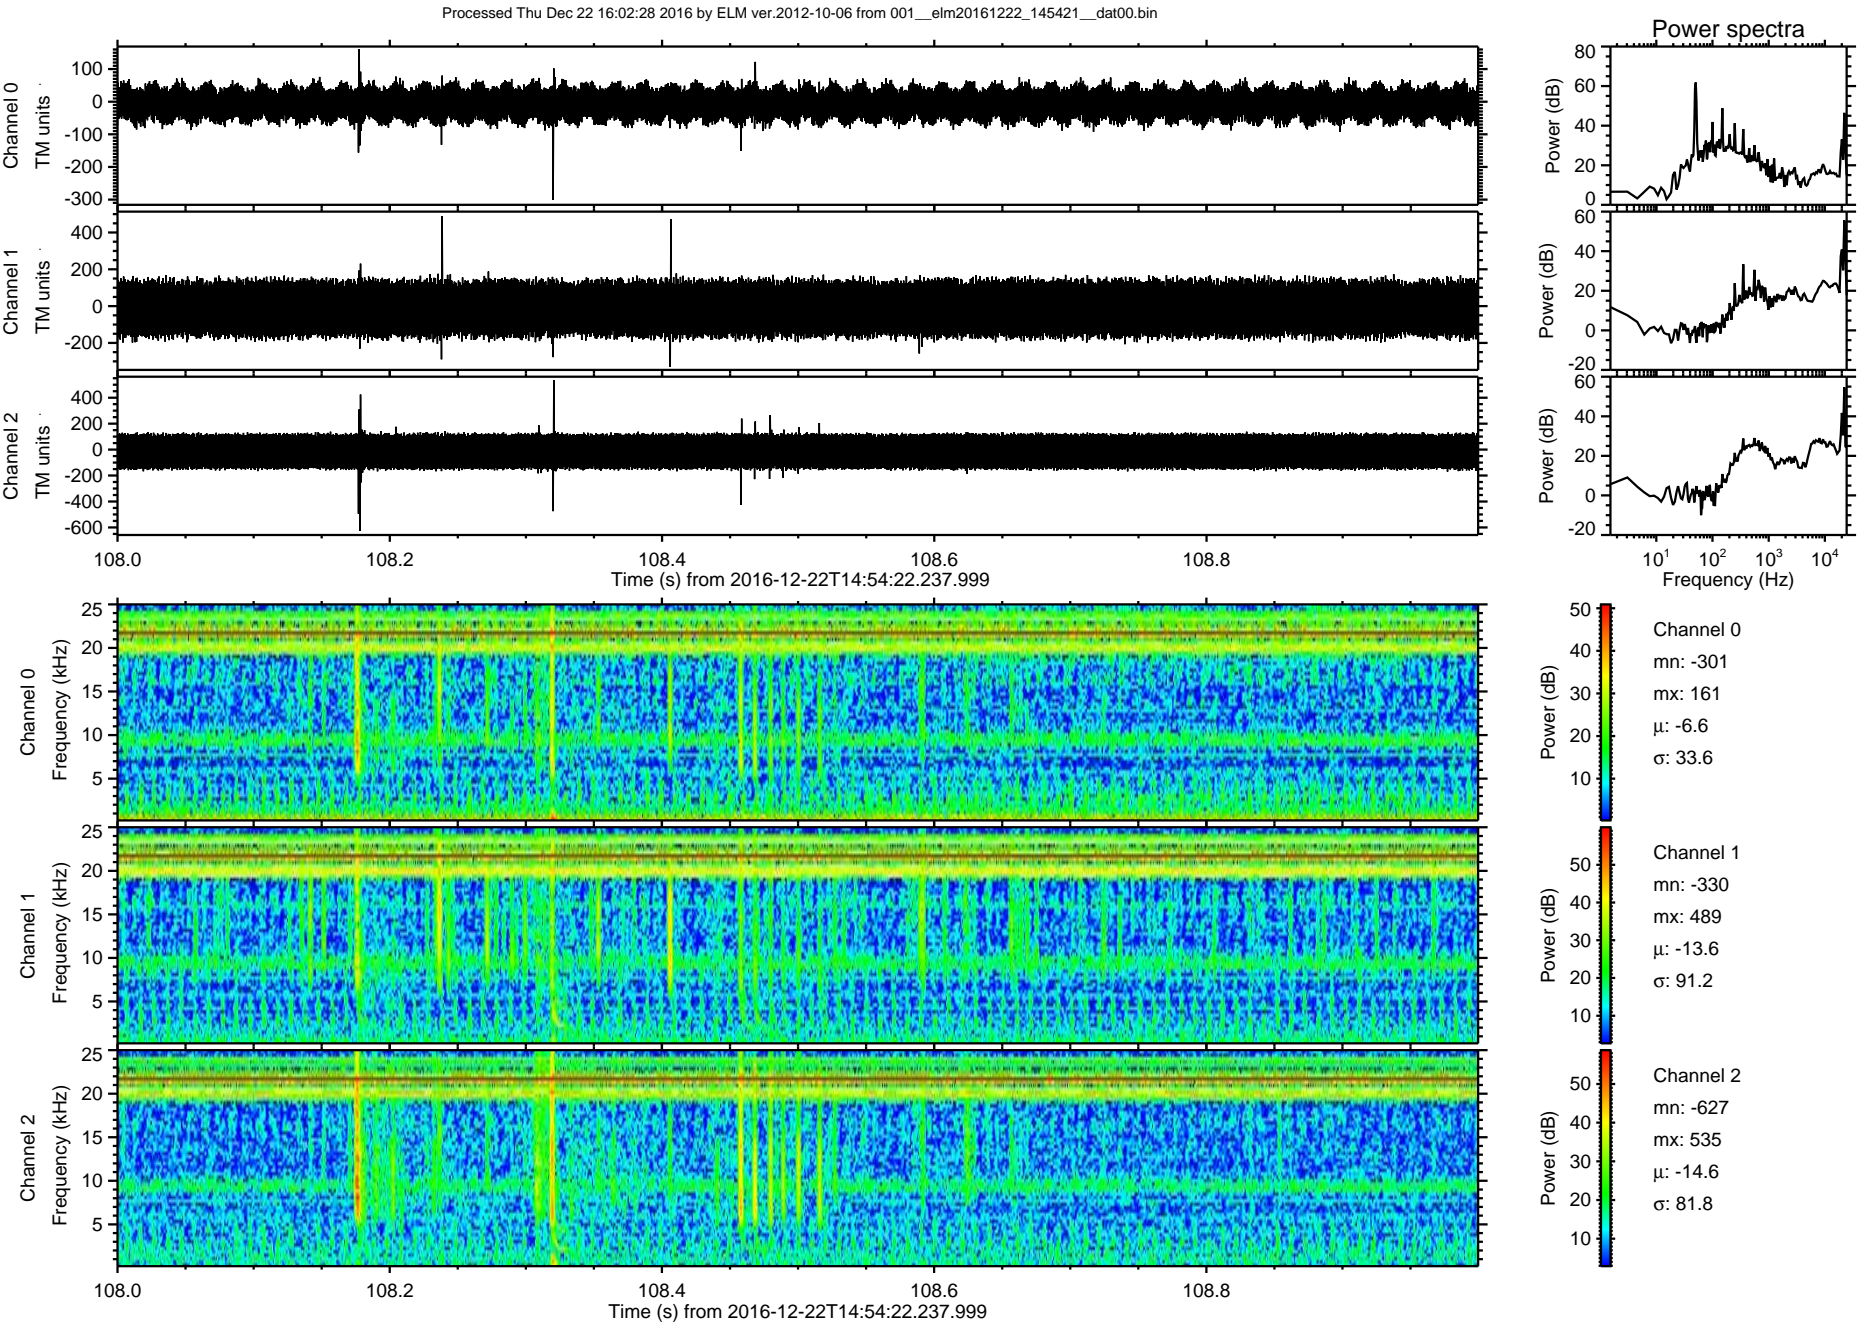 Processed Thu Dec 22 16:02:28 2016 by ELM ver.2012-10-06 from 001__elm20161222_145421__dat00.bin
Power spectra
Channel 0
TM units
100
0
-100
-200
-300
Power (dB)
80
60
40
20
0
Channel 1
TM units
400
200
0
-200
Power (dB)
60
40
20
0
-20
Channel 2
TM units
400
200
0
-200
-400
-600
Power (dB)
60
40
20
0
-20
108.0
108.2
108.4
108.6
108.8
Time (s) from 2016-12-22T14:54:22.237.999
10^1
10^2
10^3
10^4
Frequency (Hz)
Channel 0
Frequency (kHz)
25
20
15
10
5
Power (dB)
50
40
30
20
10
Channel 0
mn: -301
mx: 161
μ: -6.6
σ: 33.6
Channel 1
Frequency (kHz)
25
20
15
10
5
Power (dB)
50
40
30
20
10
Channel 1
mn: -330
mx: 489
μ: -13.6
σ: 91.2
Channel 2
Frequency (kHz)
25
20
15
10
5
Power (dB)
50
40
30
20
10
Channel 2
mn: -627
mx: 535
μ: -14.6
σ: 81.8
108.0
108.2
108.4
108.6
108.8
Time (s) from 2016-12-22T14:54:22.237.999